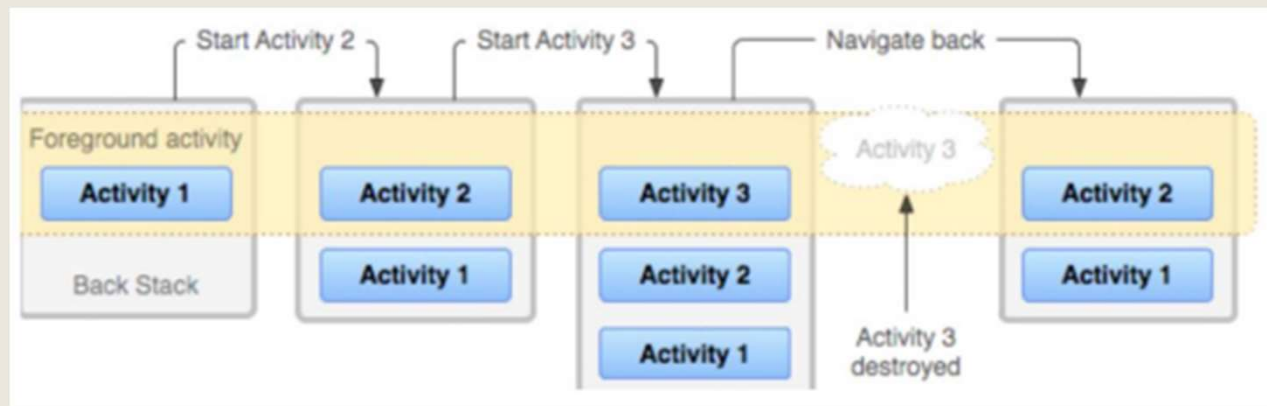 Start Activity 2
Start Activity 3
Navigate back
Foreground activity
Activity 1
Back Stack
Activity 2
Activity 1
Activity 3
Activity 2
Activity 1
Activity 3
Activity 3
destroyed
Activity 2
Activity 1